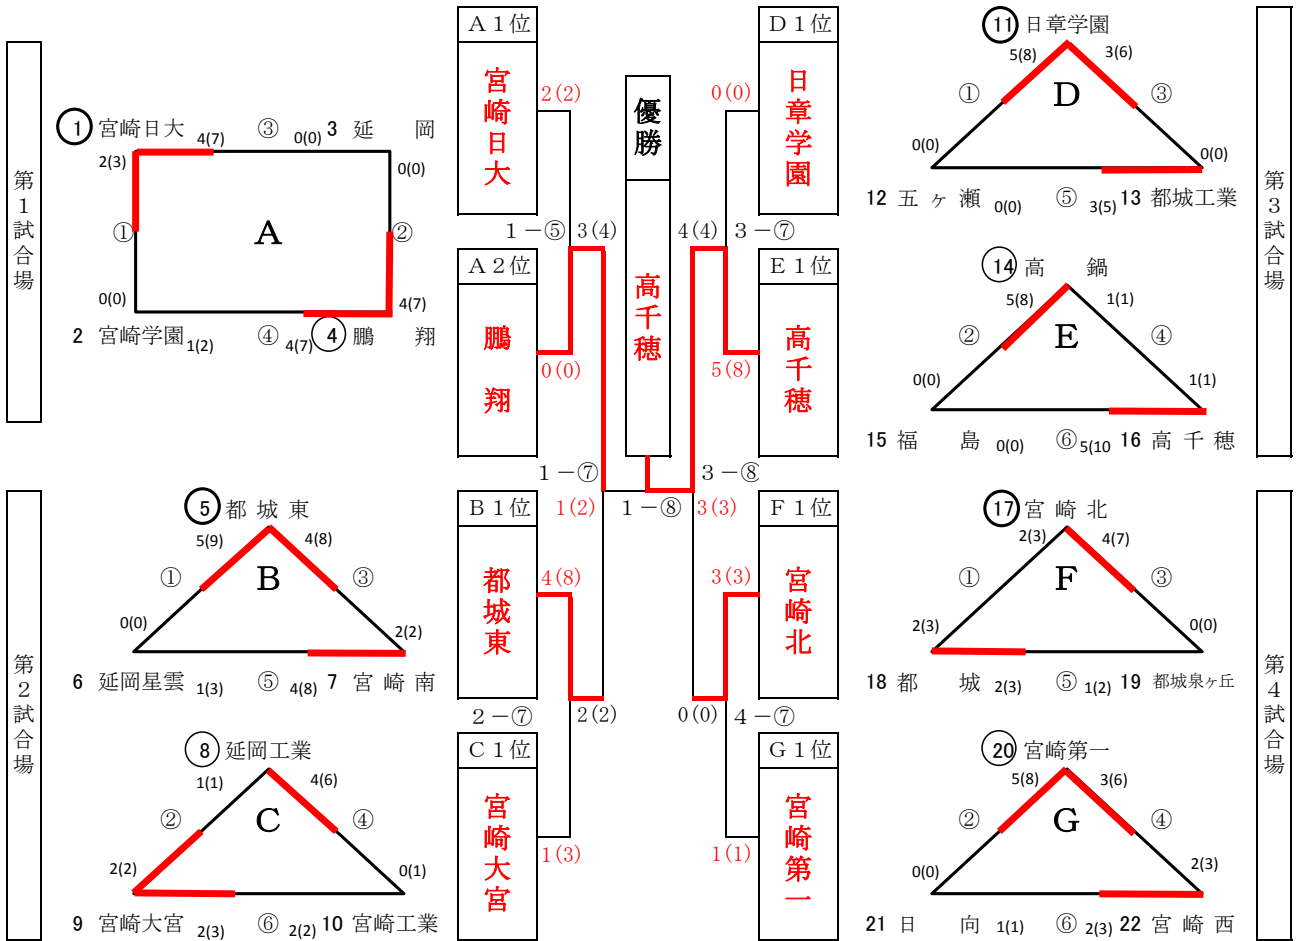 第1試合場
1 宮崎日大 4(7) ③ 0(0) 3 延岡
2(3) 0(0)
① A ②
0(0) 4(7)
2 宮崎学園 1(2) ④ 4(7) 4 鵬翔
第2試合場
5 都城東
5(9) 4(8)
① B ③
0(0) 2(2)
6 延岡星雲 1(3) ⑤ 4(8) 7 宮崎南
8 延岡工業
1(1) 4(6)
② C ④
2(2) 0(1)
9 宮崎大宮 2(3) ⑥ 2(2) 10 宮崎工業
A1位
宮崎日大
2(2)
1-⑤ 3(4)
A2位
鵬翔
0(0)
1-⑦
1(2)
B1位
都城東
4(8)
2-⑦ 2(2)
C1位
宮崎大宮
1(3)
優勝
高千穂
1-⑧
D1位
日章学園
0(0)
4(4) 3-⑦
E1位
高千穂
5(8)
3-⑧
3(3)
F1位
宮崎北
3(3)
0(0) 4-⑦
G1位
宮崎第一
1(1)
第3試合場
11 日章学園
5(8) 3(6)
① D ③
0(0) 0(0)
12 五ヶ瀬 0(0) ⑤ 3(5) 13 都城工業
14 高鍋
5(8) 1(1)
② E ④
0(0) 1(1)
15 福島 0(0) ⑥ 5(10 16 高千穂
第4試合場
17 宮崎北
2(3) 4(7)
① F ③
2(3) 0(0)
18 都城 2(3) ⑤ 1(2) 19 都城泉ヶ丘
20 宮崎第一
5(8) 3(6)
② G ④
0(0) 2(3)
21 日向 1(1) ⑥ 2(3) 22 宮崎西